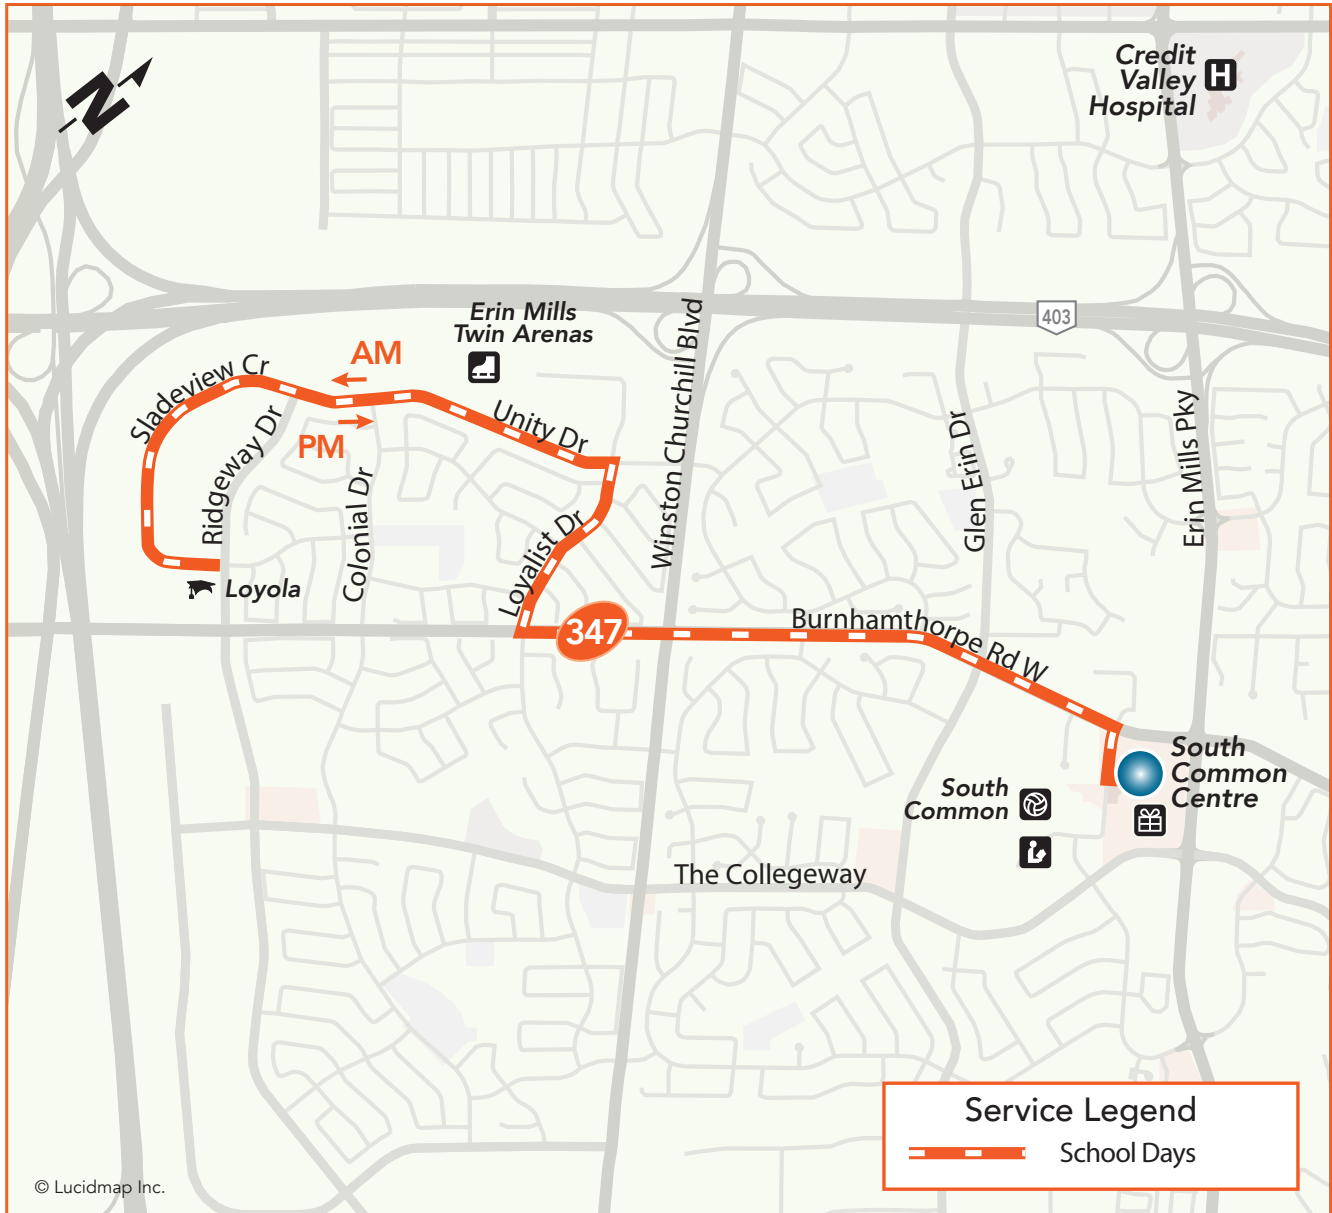 N
Credit
Valley
Hospital
H
Erin Mills
Twin Arenas
403
AM
PM
Sladeview Cr
Ridgeway Dr
Colonial Dr
Unity Dr
Loyalist Dr
Winston Churchill Blvd
Glen Erin Dr
Erin Mills Pky
Loyola
347
Burnhamthorpe Rd W
South
Common
Centre
South
Common
The Collegeway
Service Legend
School Days
© Lucidmap Inc.